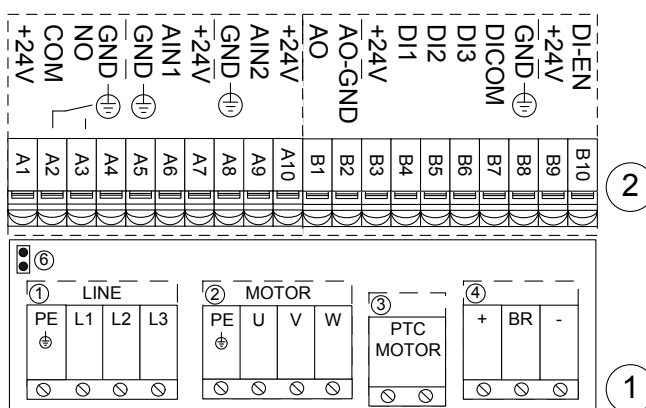 +24V COM NO GND GND AIN1 +24V GND AIN2 +24V AO AO-GND +24V DI1 DI2 DI3 DICOM GND +24V DI-EN
A1 A2 A3 A4 A5 A6 A7 A8 A9 A10 B1 B2 B3 B4 B5 B6 B7 B8 B9 B10
2
6
1 LINE 2 MOTOR 3 4
PE L1 L2 L3 PE U V W PTC MOTOR + BR -
1